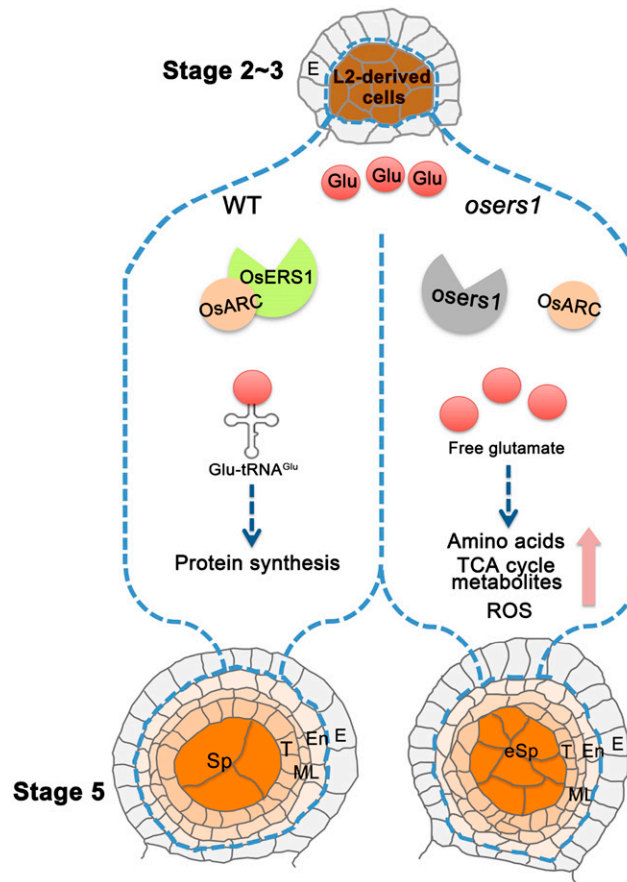 Stage 2~3
E
L2-derived
cells
Glu
Glu
Glu
WT
osers1
OsERS1
OsARC
osers1
OsARC
Glu-tRNAᴳˡᵘ
Free glutamate
Protein synthesis
Amino acids
TCA cycle
metabolites
ROS
Stage 5
Sp
T
En
E
ML
eSp
T
En
E
ML